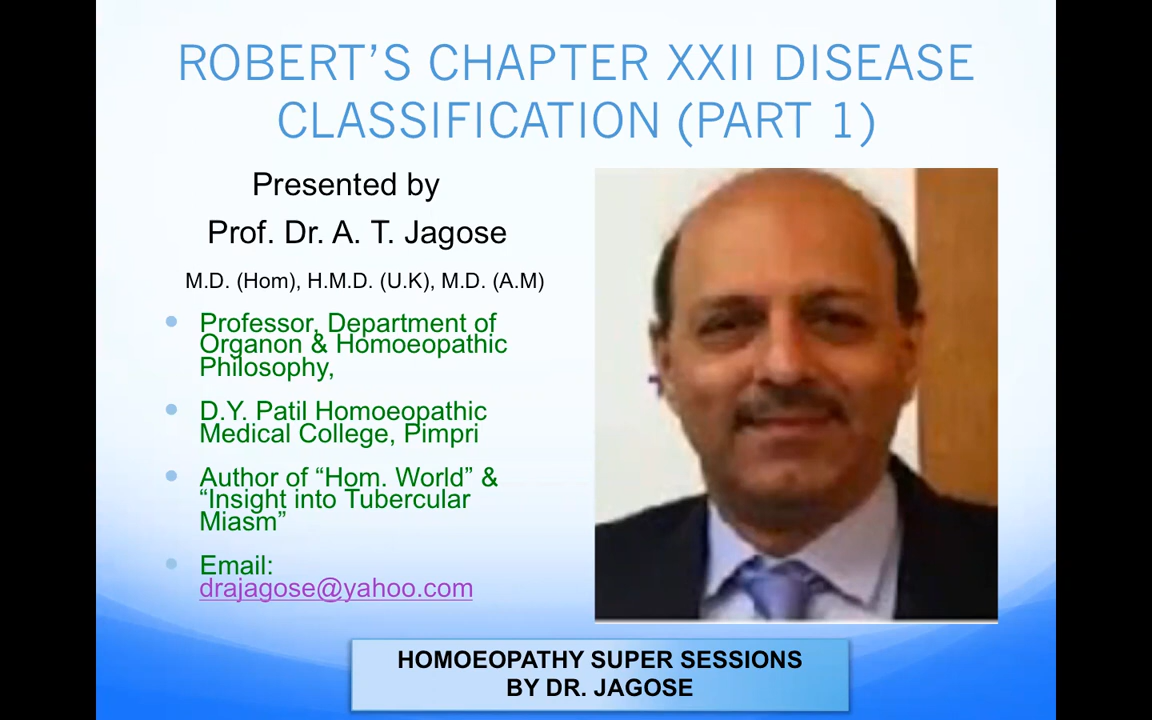 ROBERT’S CHAPTER XXII DISEASE
CLASSIFICATION (PART 1)
Presented by
Prof. Dr. A. T. Jagose
M.D. (Hom), H.M.D. (U.K), M.D. (A.M)
Professor, Department of
Organon & Homoeopathic
Philosophy,
D.Y. Patil Homoeopathic
Medical College, Pimpri
Author of “Hom. World” &
“Insight into Tubercular
Miasm”
Email:
drajagose@yahoo.com
HOMOEOPATHY SUPER SESSIONS
BY DR. JAGOSE